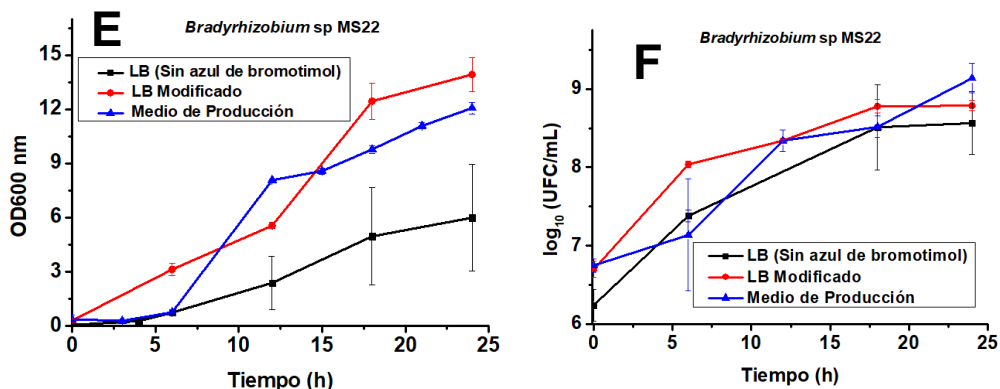 E
Bradyrhizobium sp MS22
LB (Sin azul de bromotimol)
LB Modificado
Medio de Producción
15
12
9
6
3
0
OD600 nm
0 5 10 15 20 25
Tiempo (h)
F
Bradyrhizobium sp MS22
9
8
7
6
log10 (UFC/mL)
LB (Sin azul de bromotimol)
LB Modificado
Medio de Producción
0 5 10 15 20 25
Tiempo (h)